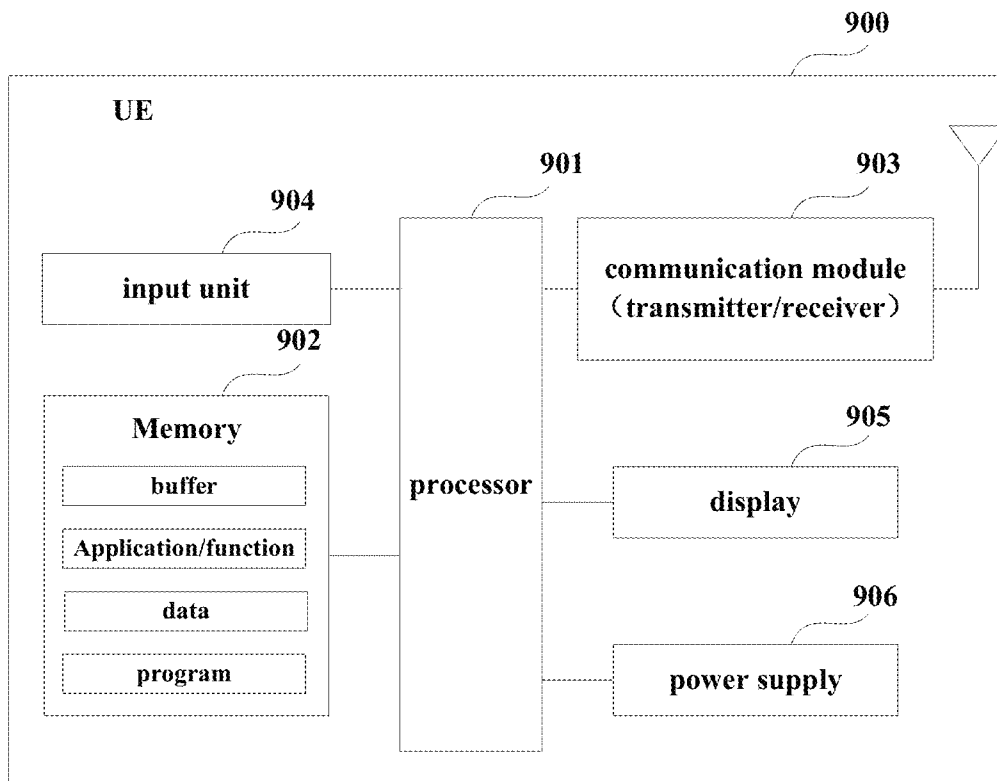 900
UE
901
903
904
input unit
communication module
（transmitter/receiver）
902
Memory
buffer
Application/function
data
program
processor
905
display
906
power supply